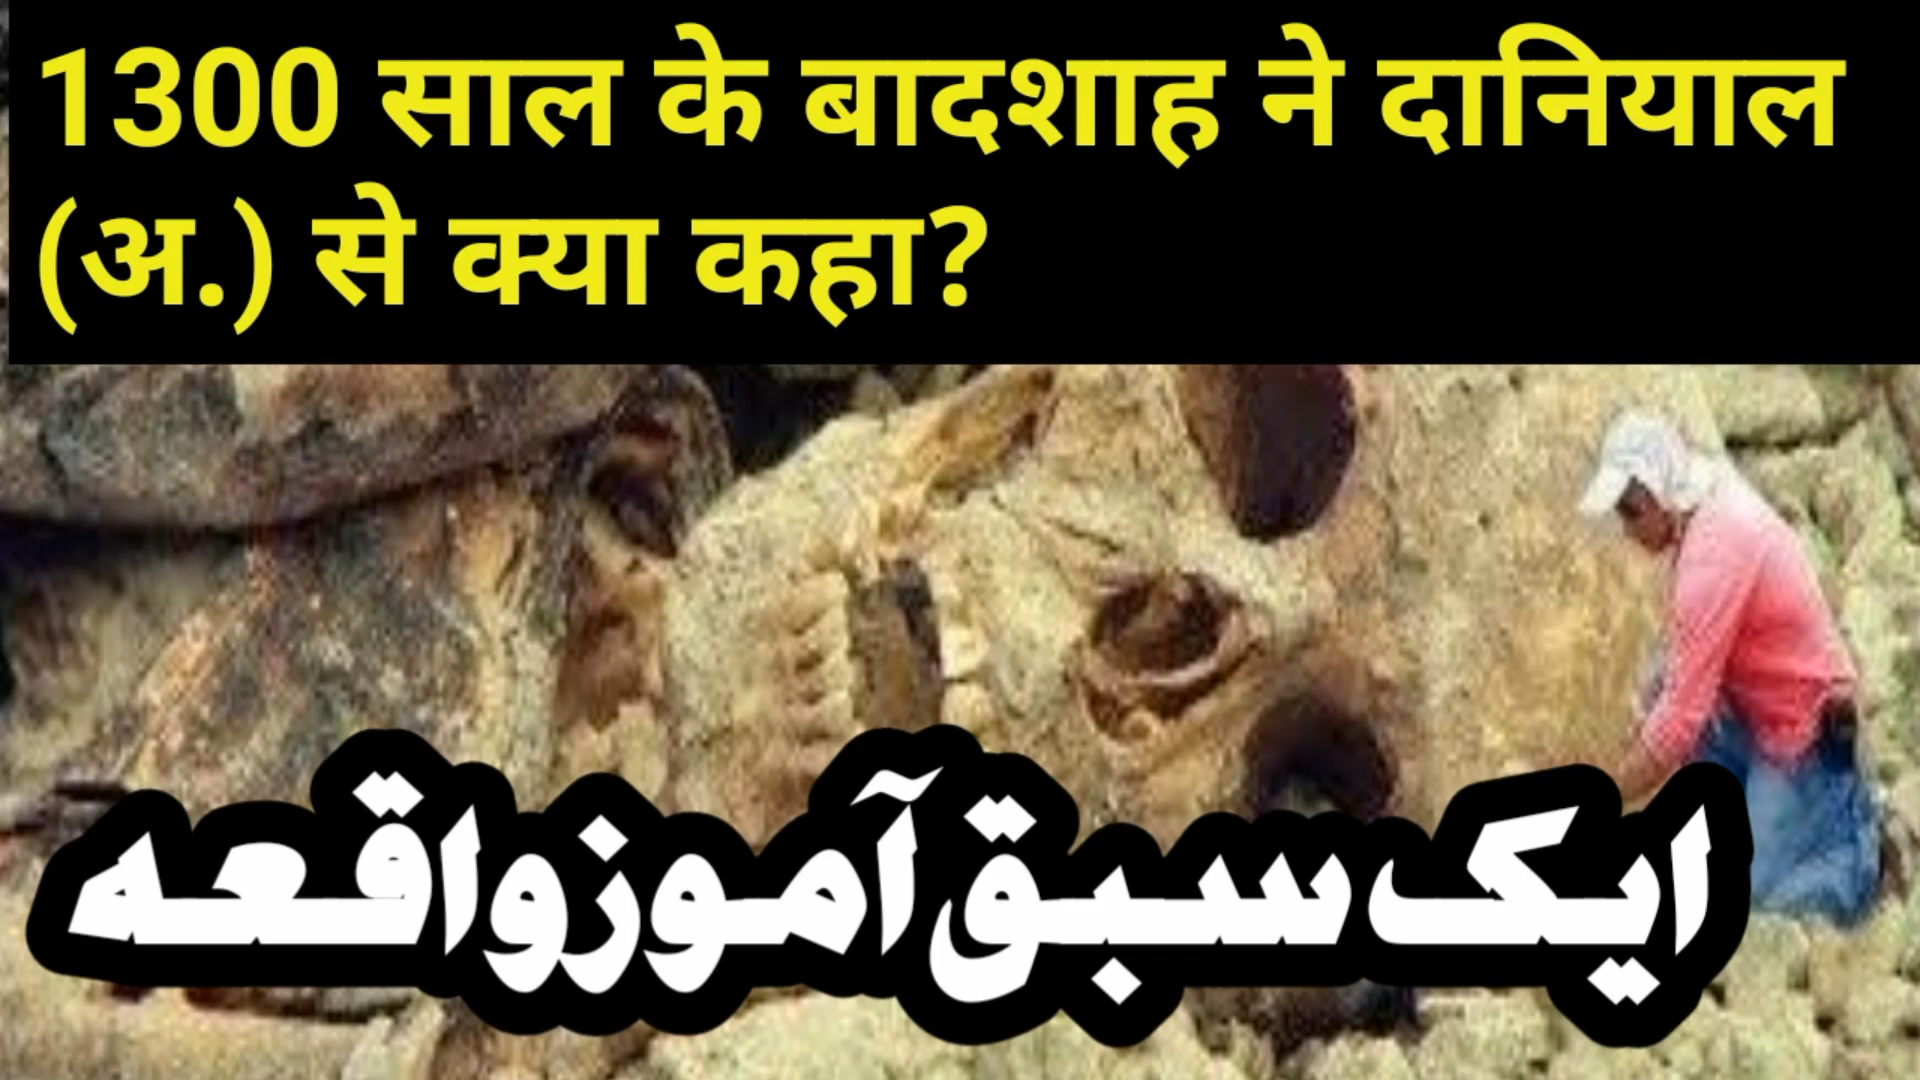 1300 साल के बादशाह ने दानियाल
(अ.) से क्या कहा?
ایک سبق آموز واقعہ